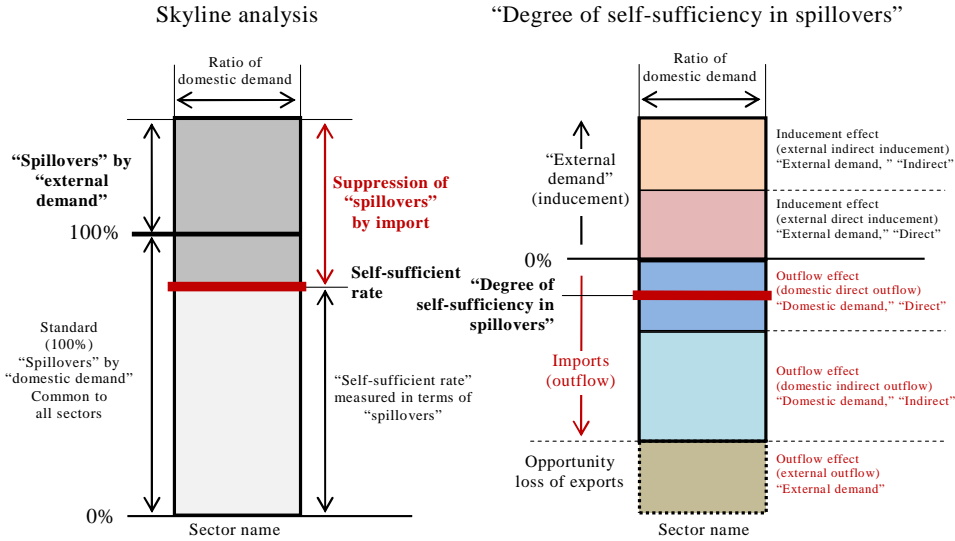 Skyline analysis
Ratio of
domestic demand
“Spillovers” by
“external
demand”
100%
Suppression of
“spillovers”
by import
Self-sufficient
rate
Standard
(100%)
“Spillovers” by
“domestic demand”
Common to
all sectors
“Self-sufficient rate”
measured in terms of
“spillovers”
0%
Sector name
“Degree of self-sufficiency in spillovers”
Ratio of
domestic demand
“External
demand”
(inducement)
Inducement effect
(external indirect inducement)
“External demand, ” “Indirect”
Inducement effect
(external direct inducement)
“External demand,” “Direct”
0%
“Degree of
self-sufficiency in
spillovers”
Outflow effect
(domestic direct outflow)
“Domestic demand,” “Direct”
Imports
(outflow)
Outflow effect
(domestic indirect outflow)
“Domestic demand,” “Indirect”
Opportunity
loss of exports
Outflow effect
(external outflow)
“External demand”
Sector name